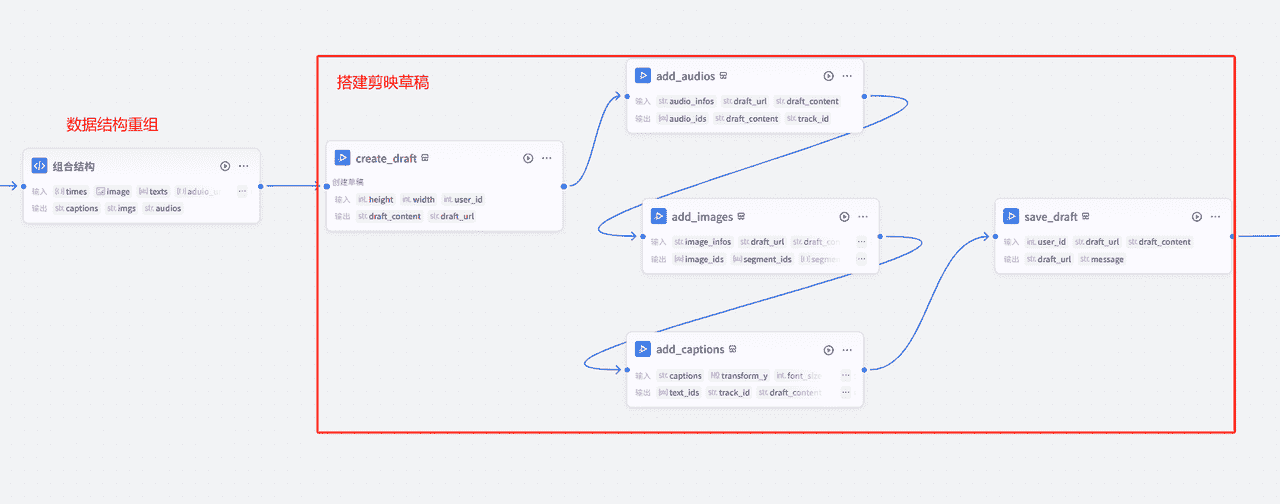 搭建剪映草稿
数据结构重组
组合结构
输入 times image texts
输出 str. captions str. imgs str. audios
create_draft
创建草稿
输入 int. height int. width int. user_id
输出 str. draft_content str. draft_url
add_audios
输入 str. audio_infos str. draft_url str. draft_content
输出 audio_ids str. draft_content str. track_id
add_images
输入 str. image_infos str. draft_url str.
输出 image_ids segment_ids
add_captions
输入 str. captions transform_y int.
输出 text_ids str. track_id str. draft_content
save_draft
输入 int. user_id str. draft_url str. draft_content
输出 str. draft_url str. message